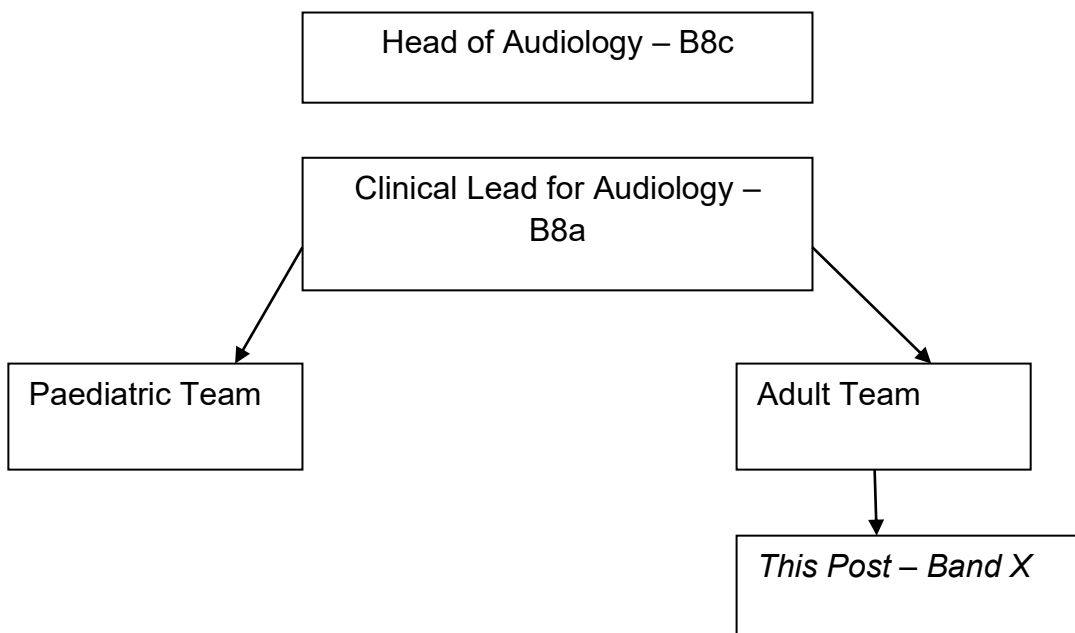 Head of Audiology – B8c
Clinical Lead for Audiology –
B8a
Paediatric Team
Adult Team
This Post – Band X